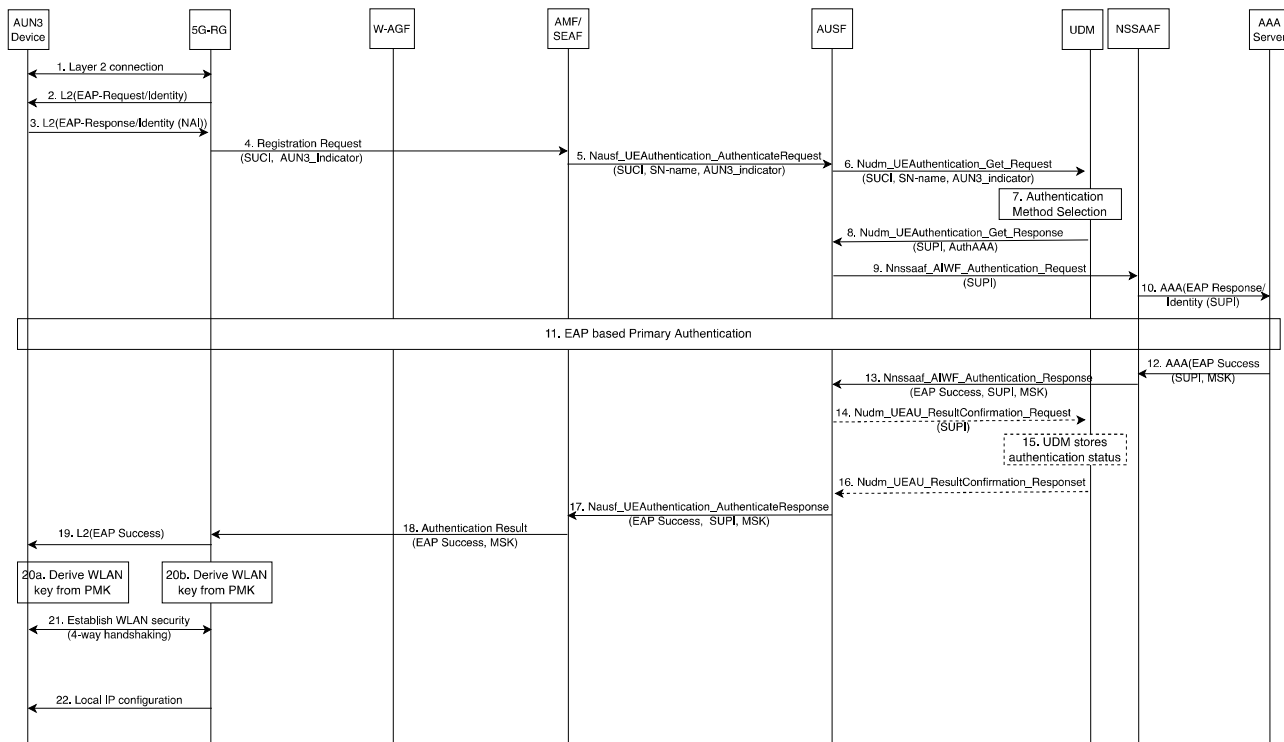 AUN3
Device
5G-RG
W-AGF
AMF/
SEAF
AUSF
UDM
NSSAAF
AAA
Server
1. Layer 2 connection
2. L2(EAP-Request/Identity)
3. L2(EAP-Response/Identity (NAI))
4. Registration Request
(SUCI, AUN3_Indicator)
5. Nausf_UEAuthentication_AuthenticateRequest
(SUCI, SN-name, AUN3_indicator)
6. Nudm_UEAuthentication_Get_Request
(SUCI, SN-name, AUN3_indicator)
7. Authentication
Method Selection
8. Nudm_UEAuthentication_Get_Response
(SUPI, AuthAAA)
9. Nnssaaf_AIWF_Authentication_Request
(SUPI)
10. AAA(EAP Response/
Identity (SUPI)
11. EAP based Primary Authentication
12. AAA(EAP Success
(SUPI, MSK)
13. Nnssaaf_AIWF_Authentication_Response
(EAP Success, SUPI, MSK)
14. Nudm_UEAU_ResultConfirmation_Request
(SUPI)
15. UDM stores
authentication status
16. Nudm_UEAU_ResultConfirmation_Responset
17. Nausf_UEAuthentication_AuthenticateResponse
(EAP Success, SUPI, MSK)
18. Authentication Result
(EAP Success, MSK)
19. L2(EAP Success)
20a. Derive WLAN
key from PMK
20b. Derive WLAN
key from PMK
21. Establish WLAN security
(4-way handshaking)
22. Local IP configuration